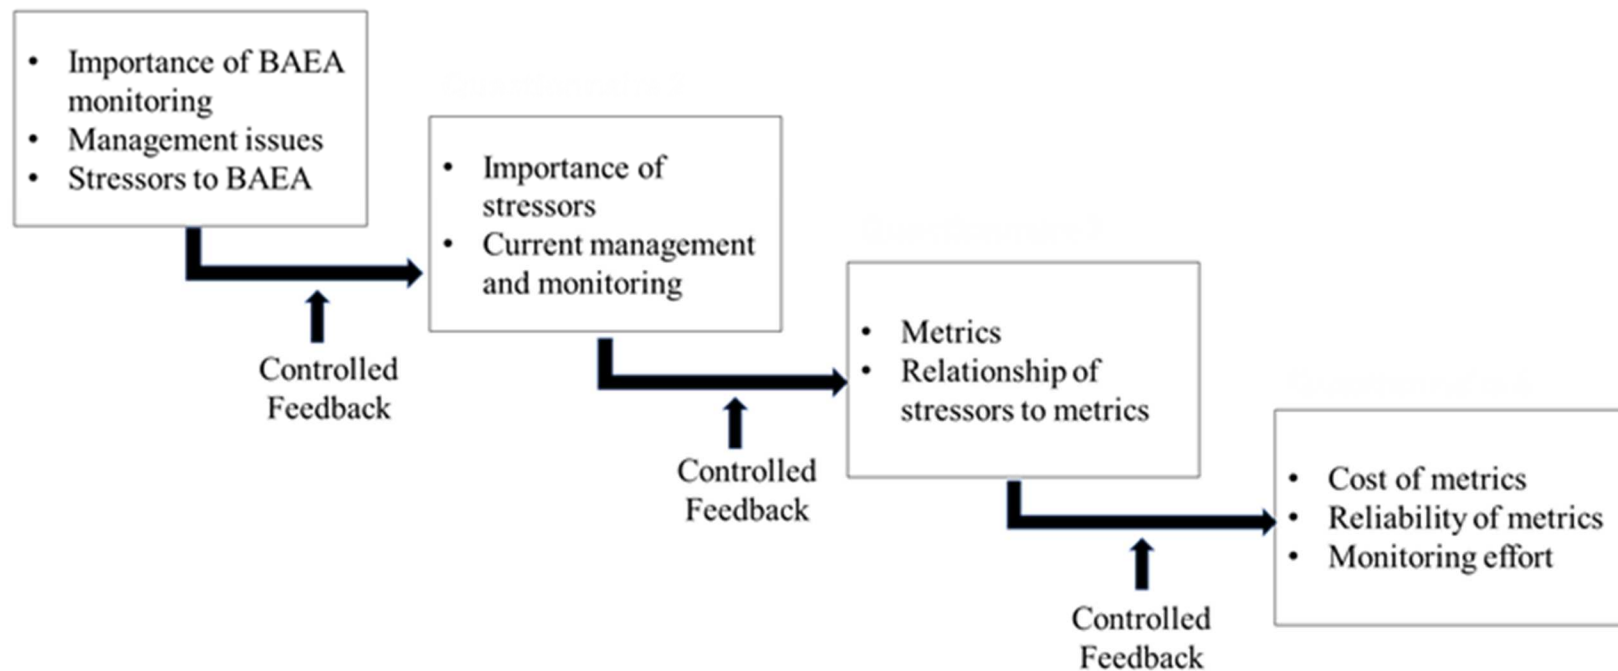 • Importance of BAEA
monitoring
• Management issues
• Stressors to BAEA
• Importance of
stressors
• Current management
and monitoring
Controlled
Feedback
• Metrics
• Relationship of
stressors to metrics
Controlled
Feedback
• Cost of metrics
• Reliability of metrics
• Monitoring effort
Controlled
Feedback